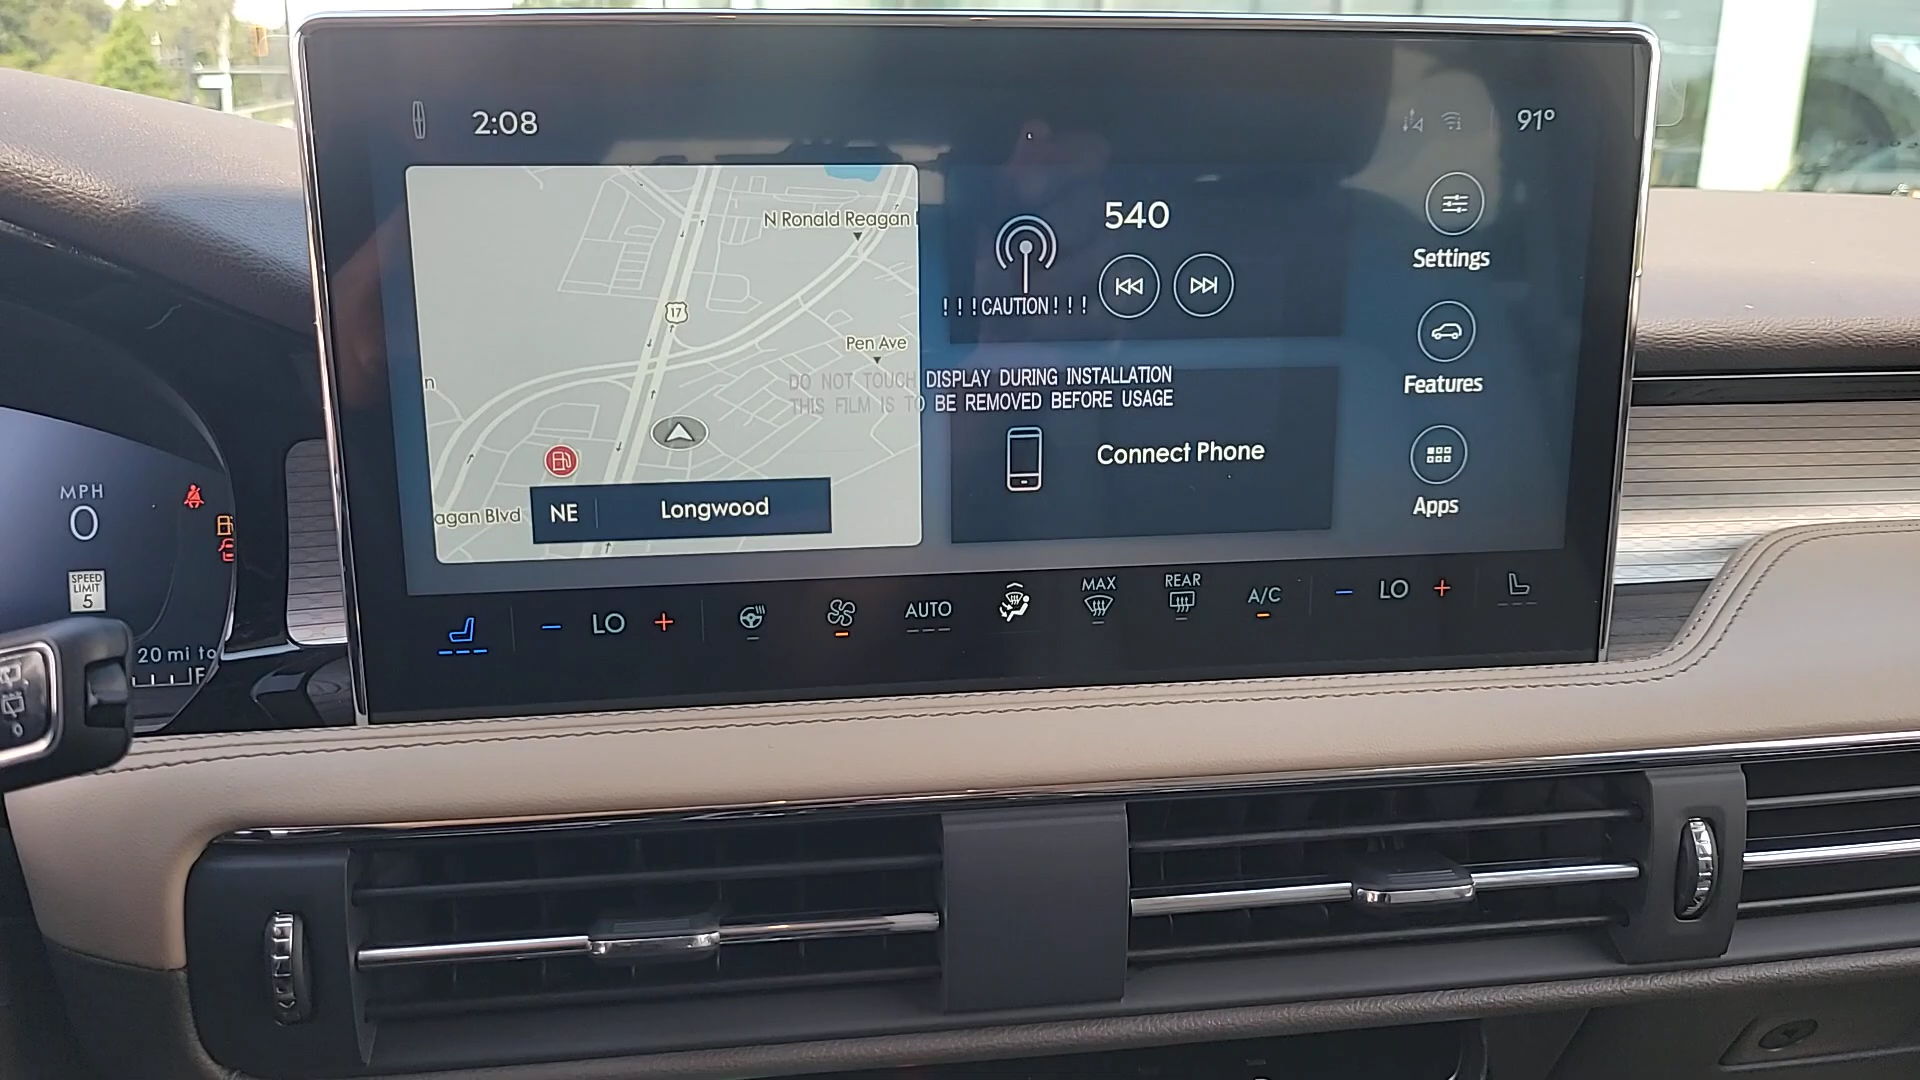 2:08
91°
N Ronald Reagan
540
Settings
17
! ! ! CAUTION ! ! !
Pen Ave
Features
DO NOT TOUCH DISPLAY DURING INSTALLATION
THIS FILM IS TO BE REMOVED BEFORE USAGE
Connect Phone
Apps
agan Blvd
NE
Longwood
MPH
0
SPEED
LIMIT
5
20 mi to
F
LO
AUTO
MAX
REAR
A/C
LO